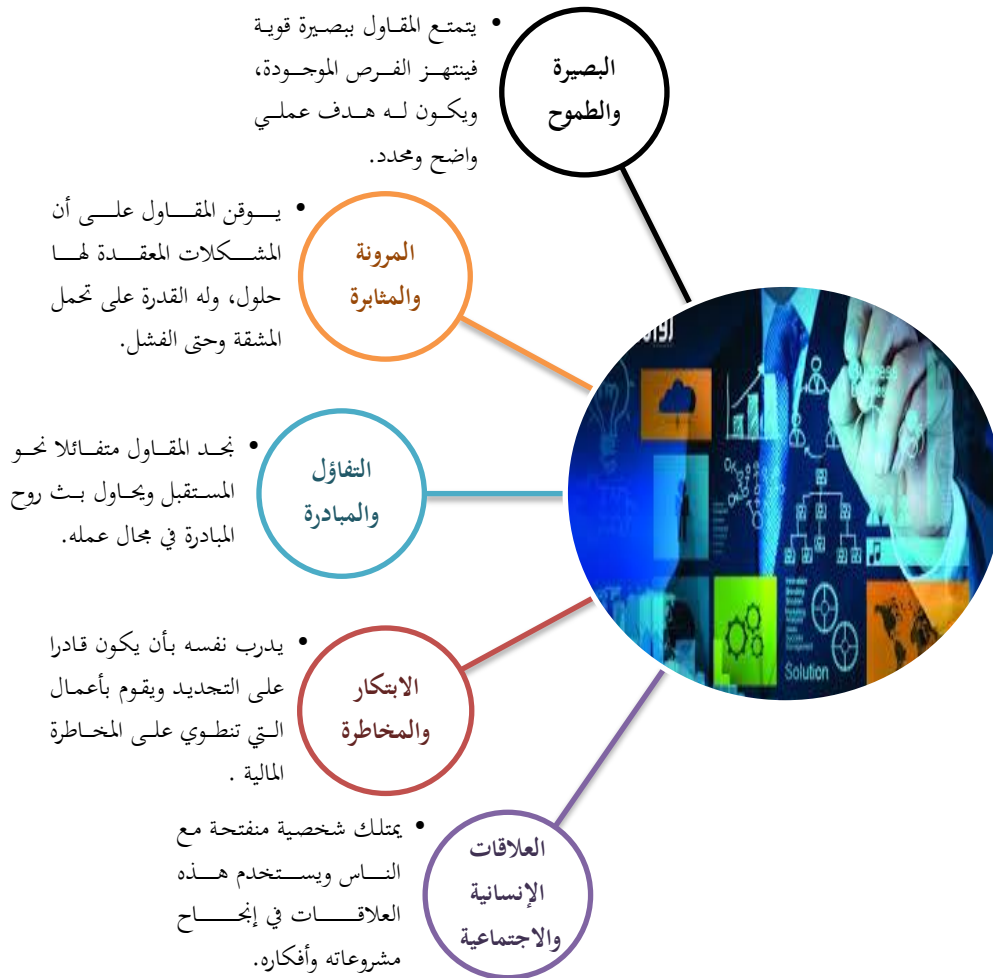 البصيرة
والطموح
• يتمتع المقاول ببصيرة قوية
فينتهز الفرص الموجودة،
ويكون له هدف عملي
واضح ومحدد.
المرونة
والمثابرة
• يوقن المقاول على أن
المشكلات المعقدة لها
حلول، وله القدرة على تحمل
المشقة وحتى الفشل.
التفاؤل
والمبادرة
• نجد المقاول متفائلا نحو
المستقبل ويحاول بث روح
المبادرة في مجال عمله.
الابتكار
والمخاطرة
• يدرب نفسه بأن يكون قادرا
على التجديد ويقوم بأعمال
التي تنطوي على المخاطرة
المالية .
العلاقات
الإنسانية
والاجتماعية
• يمتلك شخصية منفتحة مع
الناس ويستخدم هذه
العلاقات في إنجاح
مشروعاته وأفكاره.
Success
Solution